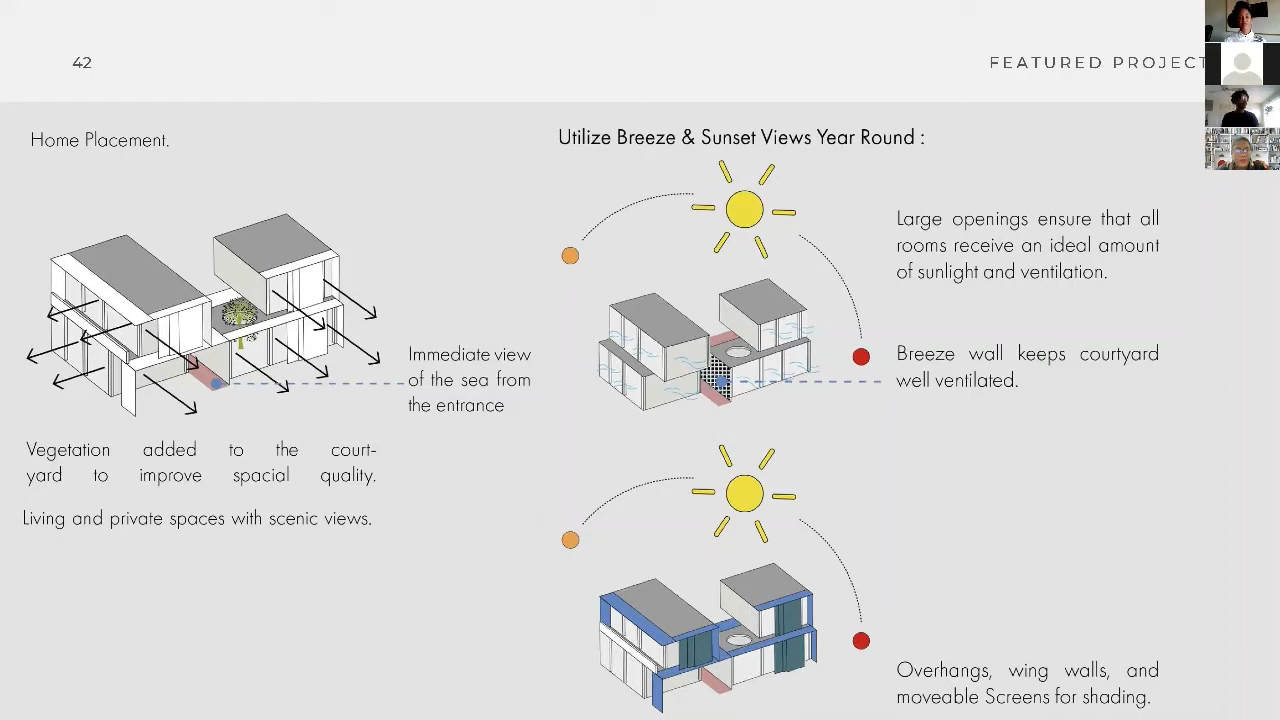 42
FEATURED PROJECT
Home Placement.
Immediate view
of the sea from
the entrance
Vegetation added to the court-
yard to improve spacial quality.
Living and private spaces with scenic views.
Utilize Breeze & Sunset Views Year Round :
Large openings ensure that all
rooms receive an ideal amount
of sunlight and ventilation.
Breeze wall keeps courtyard
well ventilated.
Overhangs, wing walls, and
moveable Screens for shading.